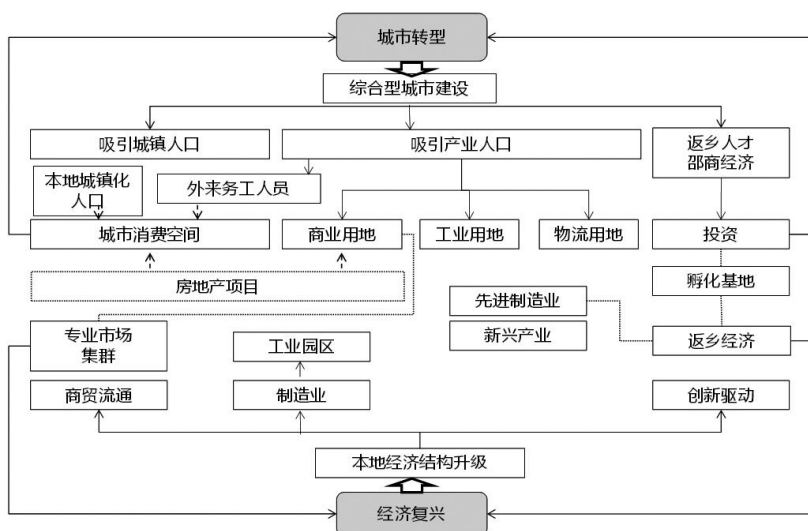 城市转型
综合型城市建设
吸引城镇人口
吸引产业人口
返乡人才
邵商经济
本地城镇化
人口
外来务工人员
城市消费空间
商业用地
工业用地
物流用地
投资
房地产项目
孵化基地
先进制造业
专业市场
集群
工业园区
新兴产业
返乡经济
商贸流通
制造业
创新驱动
本地经济结构升级
经济复兴